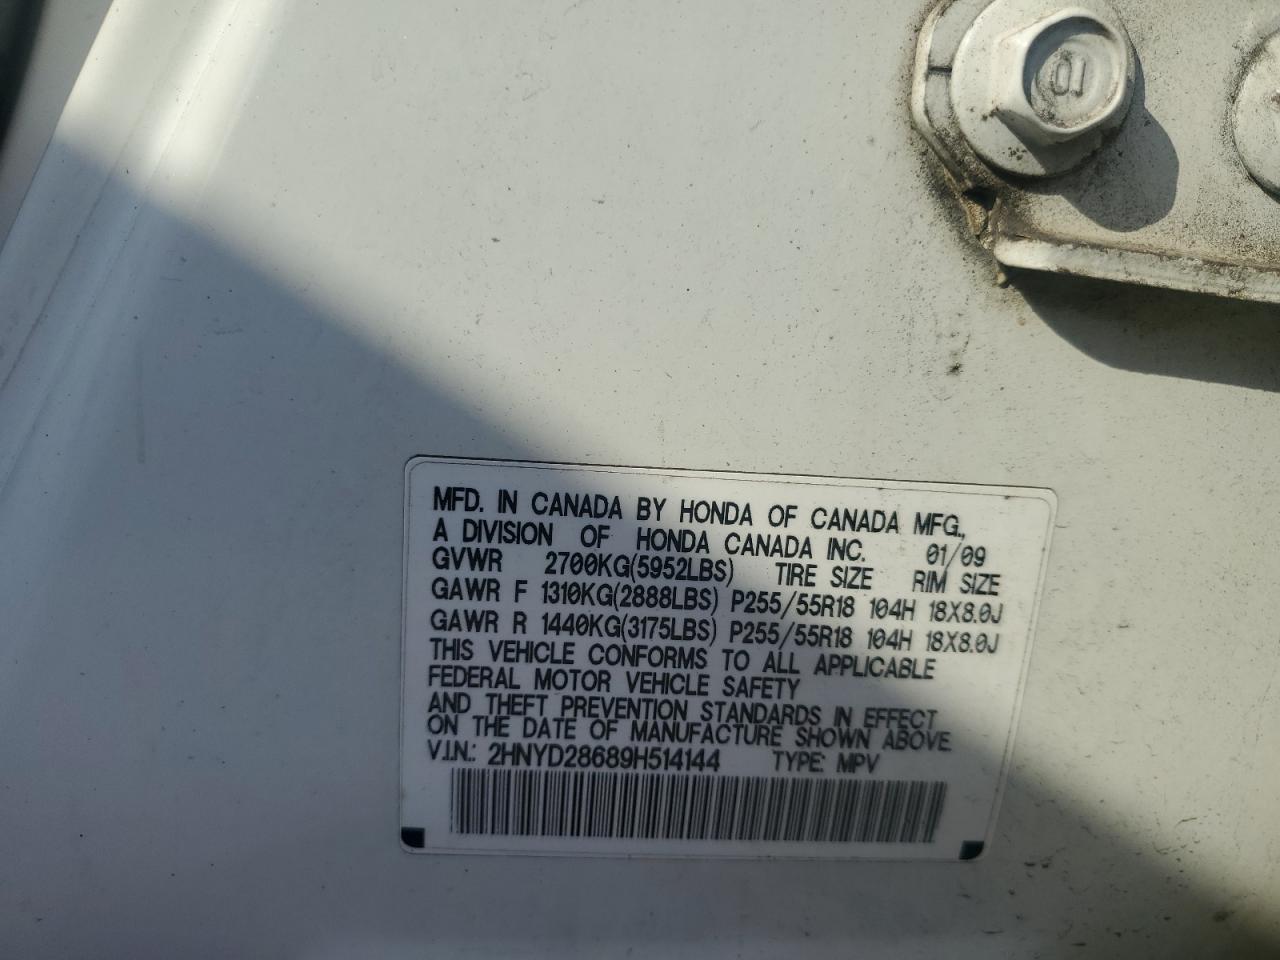 MFD. IN CANADA BY HONDA OF CANADA MFG.,
A DIVISION OF HONDA CANADA INC. 01/09
GVWR 2700KG(5952LBS) TIRE SIZE RIM SIZE
GAWR F 1310KG(2888LBS) P255/55R18 104H 18X8.0J
GAWR R 1440KG(3175LBS) P255/55R18 104H 18X8.0J
THIS VEHICLE CONFORMS TO ALL APPLICABLE
FEDERAL MOTOR VEHICLE SAFETY
AND THEFT PREVENTION STANDARDS IN EFFECT
ON THE DATE OF MANUFACTURE SHOWN ABOVE.
V.I.N.: 2HNYD28689H514144 TYPE: MPV